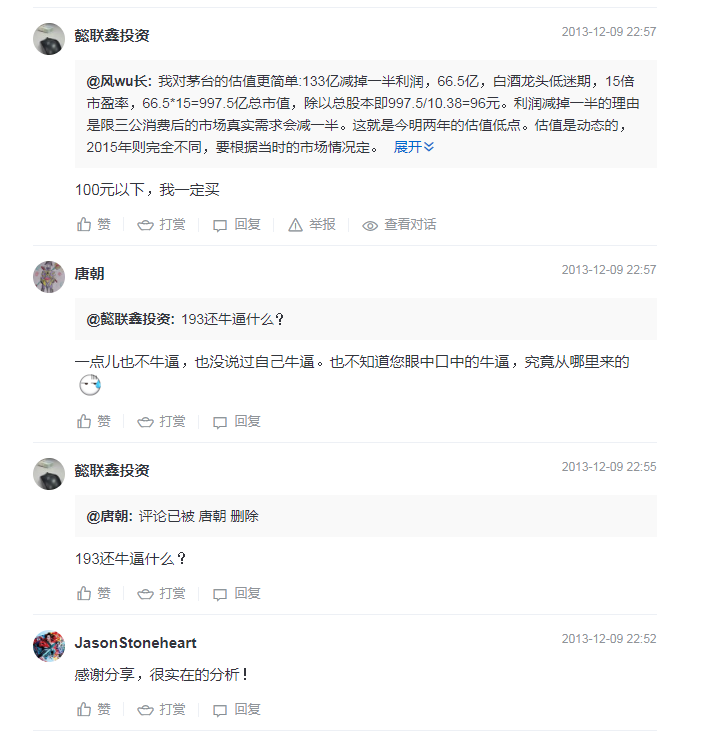 懿联鑫投资
2013-12-09 22:57
@风wu长: 我对茅台的估值更简单:133亿减掉一半利润，66.5亿，白酒龙头低迷期，15倍
市盈率，66.5*15=997.5亿总市值，除以总股本即997.5/10.38=96元。利润减掉一半的理由
是限三公消费后的市场真实需求会减一半。这就是今明两年的估值低点。估值是动态的，
2015年则完全不同，要根据当时的市场情况定。 展开
100元以下，我一定买
赞 打赏 回复 举报 查看对话
唐朝
2013-12-09 22:57
@懿联鑫投资: 193还牛逼什么？
一点儿也不牛逼，也没说过自己牛逼。也不知道您眼中口中的牛逼，究竟从哪里来的
赞 打赏 回复
懿联鑫投资
2013-12-09 22:55
@唐朝: 评论已被 唐朝 删除
193还牛逼什么？
赞 打赏 回复
JasonStoneheart
2013-12-09 22:52
感谢分享，很实在的分析！
赞 打赏 回复